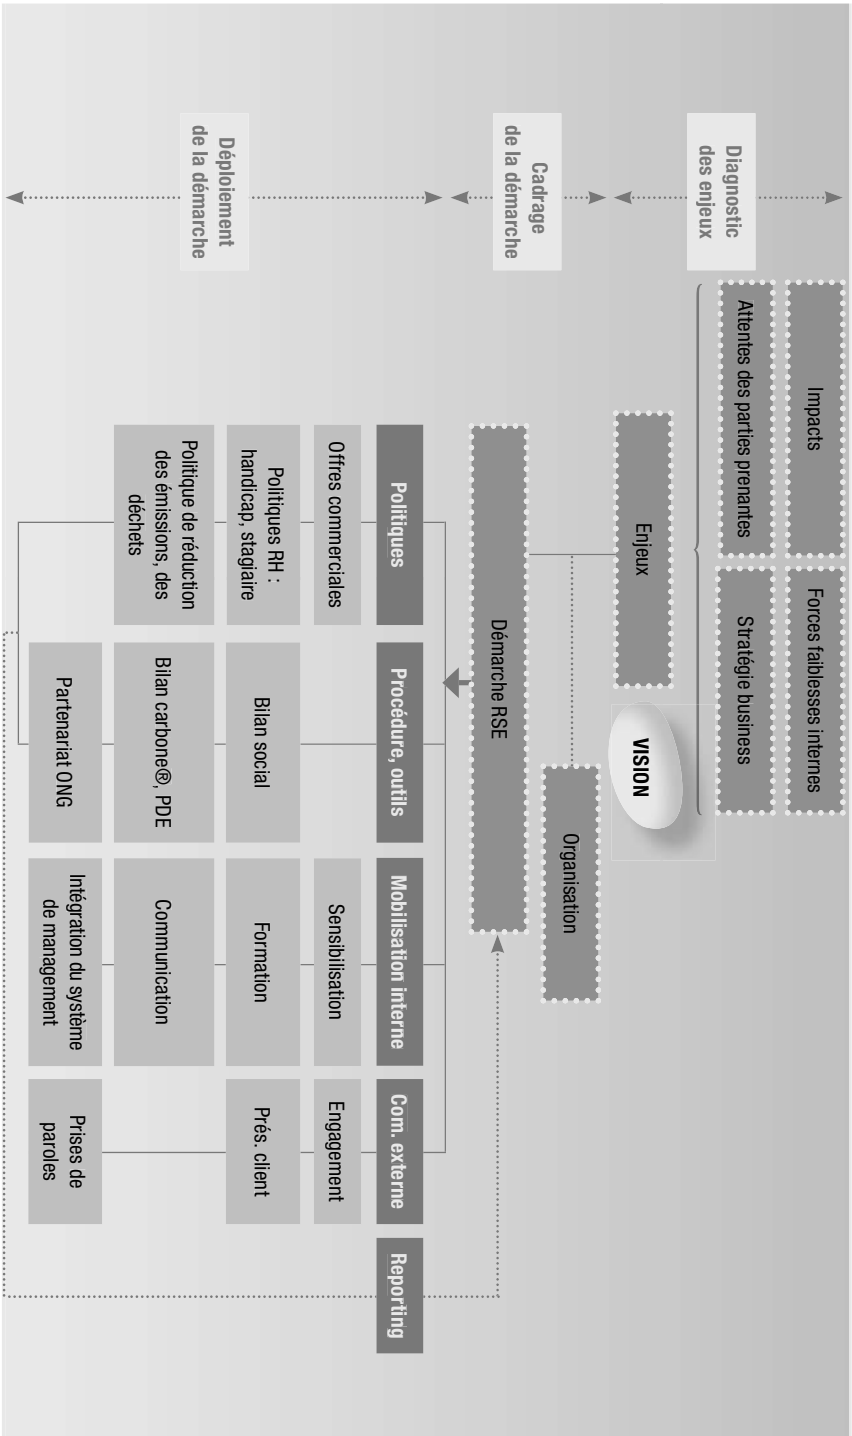 Diagnostic
des enjeux
Impacts
Forces faiblesses internes
Attentes des parties prenantes
Stratégie business
Enjeux
VISION
Cadrage
de la démarche
Organisation
Démarche RSE
Déploiement
de la démarche
Politiques
Offres commerciales
Politiques RH :
handicap, stagiaire
Politique de réduction
des émissions, des
déchets
Procédure, outils
Bilan social
Bilan carbone®, PDE
Partenariat ONG
Mobilisation interne
Sensibilisation
Formation
Communication
Intégration du système
de management
Com. externe
Engagement
Prés. client
Prises de
paroles
Reporting